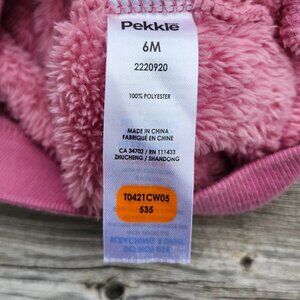 Pekkle
6M
2220920
100% POLYESTER
MADE IN CHINA
FABRIQUÉ EN CHINE
CA 34702 / RN 111433
ZHUCHENG / SHANDONG
T0421CW05
535